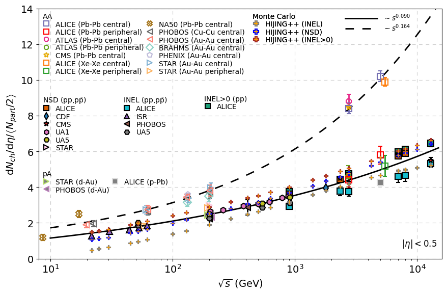 AA
ALICE (Pb-Pb central)
ALICE (Pb-Pb peripheral)
ATLAS (Pb-Pb central)
ATLAS (Pb-Pb peripheral)
CMS (Pb-Pb central)
ALICE (Xe-Xe central)
ALICE (Xe-Xe peripheral)
NA50 (Pb-Pb central)
PHOBOS (Cu-Cu central)
PHOBOS (Au-Au central)
BRAHMS (Au-Au central)
PHENIX (Au-Au central)
STAR (Au-Au central)
STAR (Au-Au peripheral)
Monte Carlo
HIJING++ (INEL)
HIJING++ (NSD)
HIJING++ (INEL>0)
~ s^0.090
~ s^0.164
NSD (pp,pp̄)
ALICE
CDF
CMS
UA1
UA5
STAR
INEL (pp,pp̄)
ALICE
ISR
PHOBOS
UA5
INEL>0 (pp)
ALICE
pA
STAR (d-Au)
PHOBOS (d-Au)
ALICE (p-Pb)
|η| < 0.5
dN_ch/dη/⟨N_part/2⟩
14
12
10
8
6
4
2
0
10^1
10^2
10^3
10^4
√s (GeV)